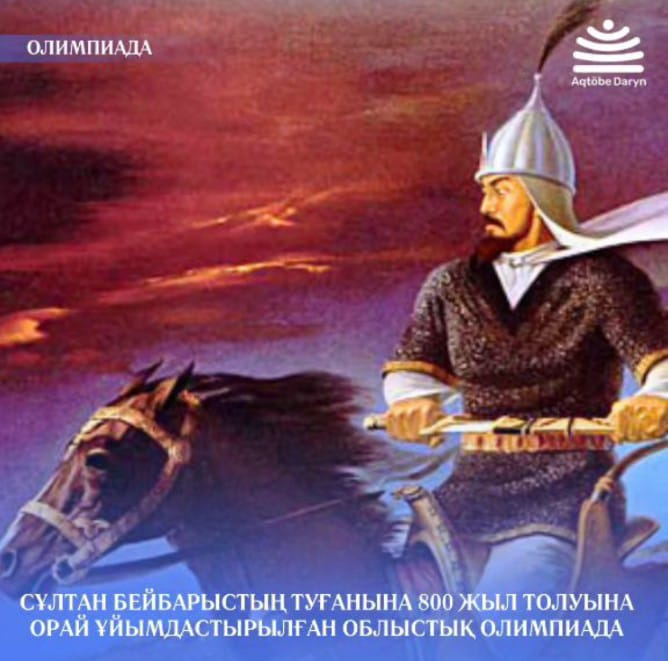 ОЛИМПИАДА
Aqtöbe Daryn
СҰЛТАН БЕЙБАРЫСТЫҢ ТУҒАНЫНА 800 ЖЫЛ ТОЛУЫНА
ОРАЙ ҰЙЫМДАСТЫРЫЛҒАН ОБЛЫСТЫҚ ОЛИМПИАДА